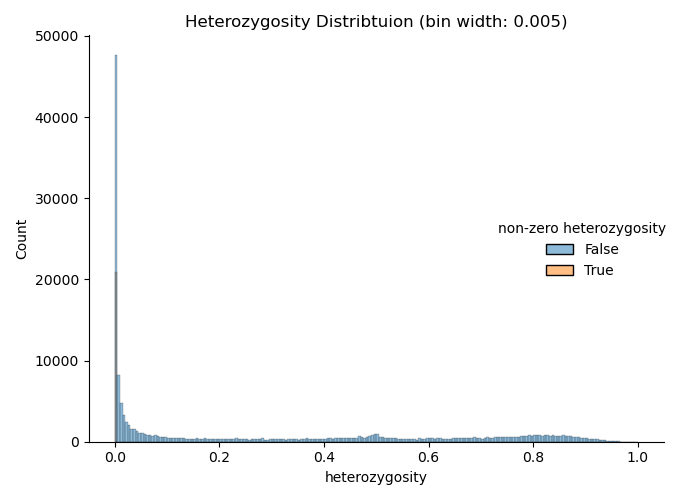 Heterozygosity Distribtuion (bin width: 0.005)
50000
40000
30000
20000
10000
0
Count
non-zero heterozygosity
False
True
0.0 0.2 0.4 0.6 0.8 1.0
heterozygosity